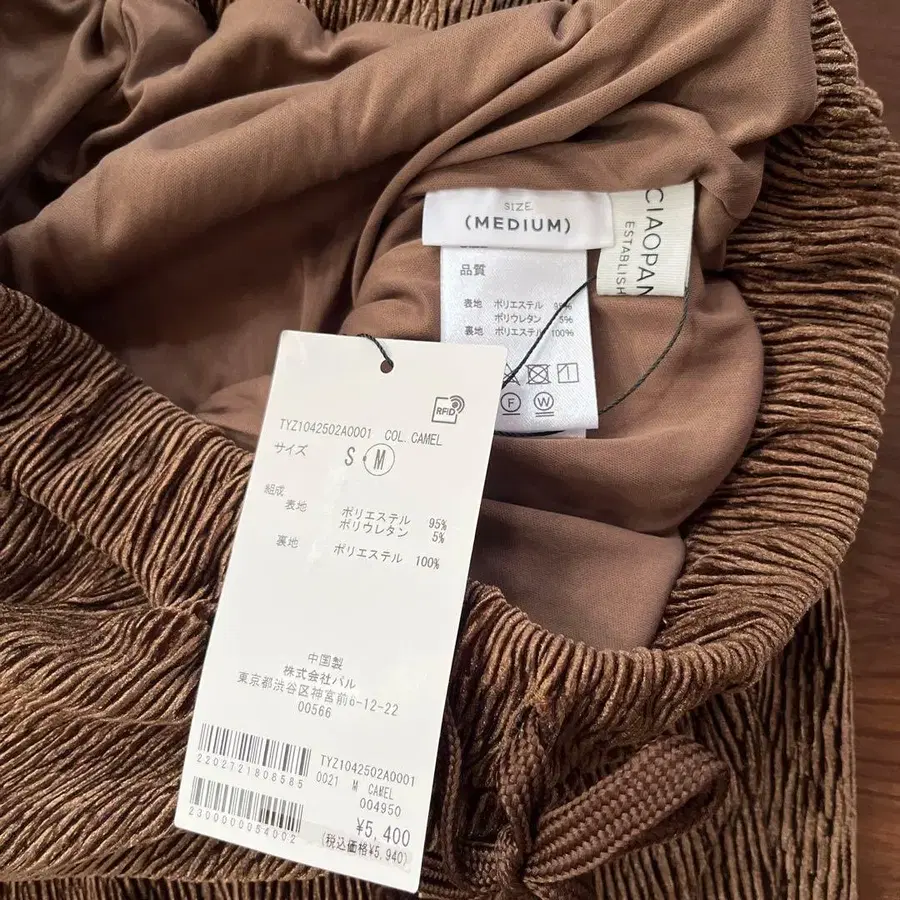 SIZE
(MEDIUM)
CIAOPAN
ESTABLISH
品質
表地 ポリエステル 95%
ポリウレタン 5%
裏地 ポリエステル 100%
F W
RFID
TYZ1042502A0001 COL. CAMEL
サイズ S・M
組成
表地 ポリエステル 95%
ポリウレタン 5%
裏地 ポリエステル 100%
中国製
株式会社パル
東京都渋谷区神宮前6-12-22
00566
TYZ1042502A0001
2202721808585 0021 M CAMEL
004950
2300000054002 ¥5,400
(税込価格¥5,940)